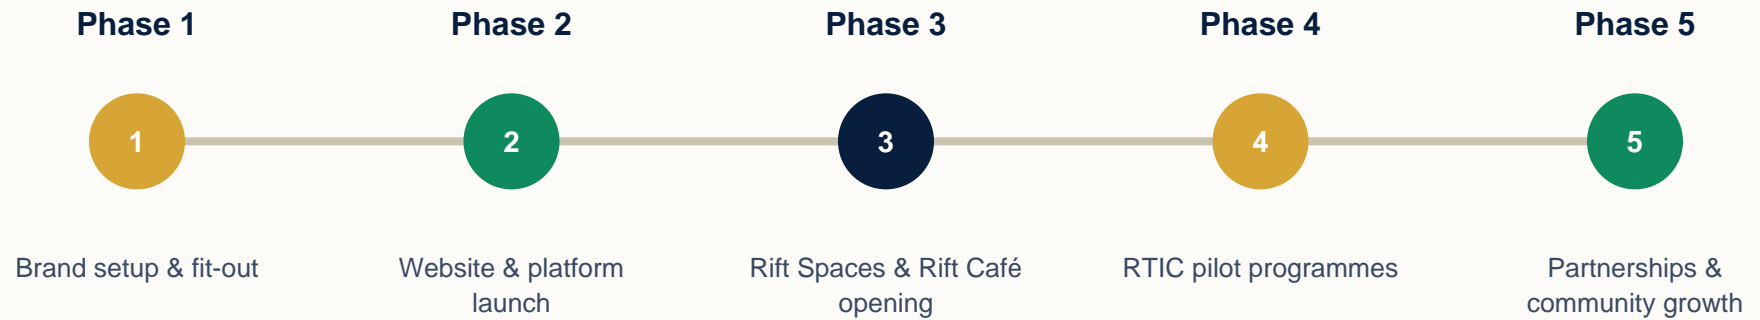 Phase 1
Phase 2
Phase 3
Phase 4
Phase 5
1
2
3
4
5
Brand setup & fit-out
Website & platform
launch
Rift Spaces & Rift Café
opening
RTIC pilot programmes
Partnerships &
community growth